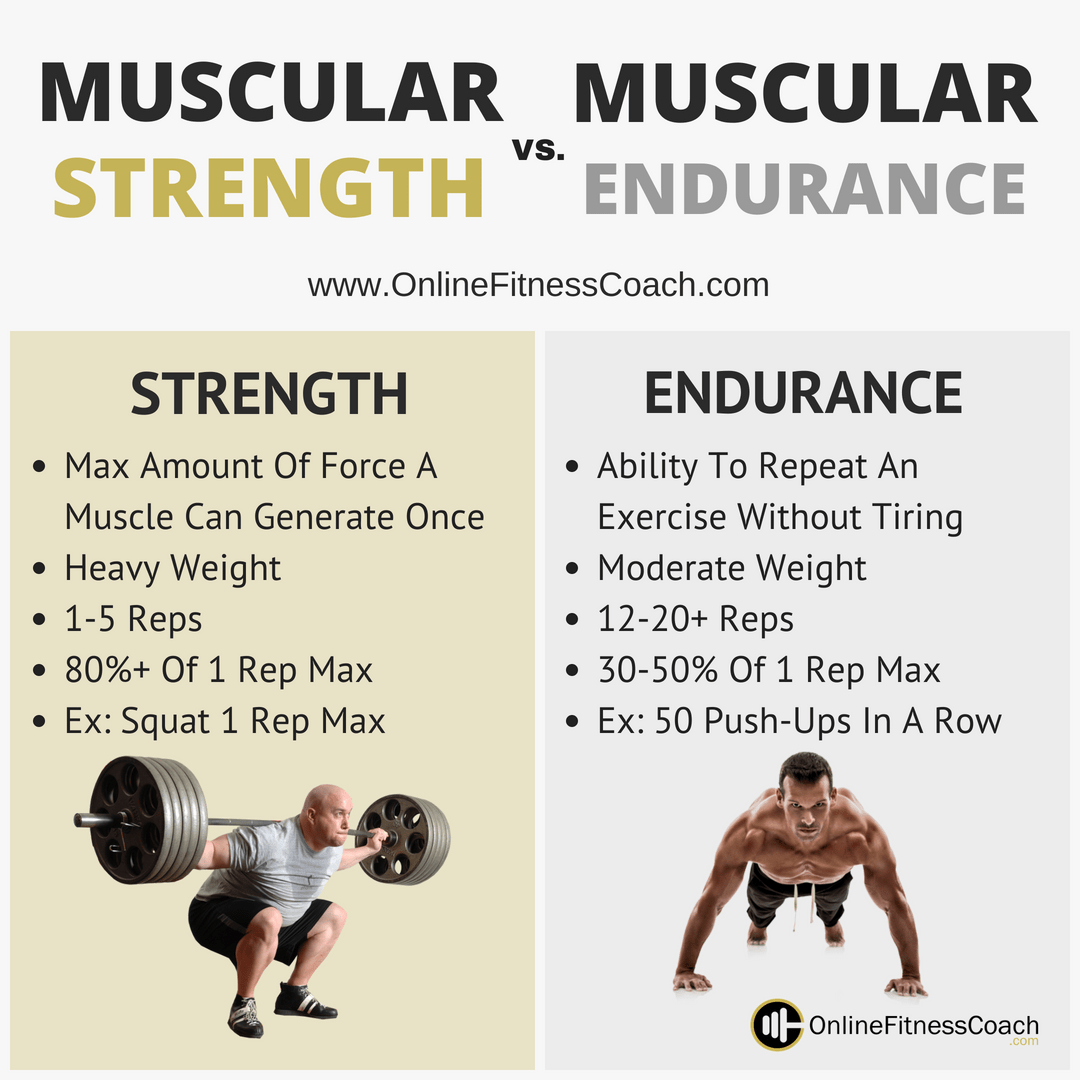 MUSCULAR
STRENGTH
vs.
MUSCULAR
ENDURANCE
www.OnlineFitnessCoach.com
STRENGTH
• Max Amount Of Force A
Muscle Can Generate Once
• Heavy Weight
• 1-5 Reps
• 80%+ Of 1 Rep Max
• Ex: Squat 1 Rep Max
ENDURANCE
• Ability To Repeat An
Exercise Without Tiring
• Moderate Weight
• 12-20+ Reps
• 30-50% Of 1 Rep Max
• Ex: 50 Push-Ups In A Row
OnlineFitnessCoach
.com